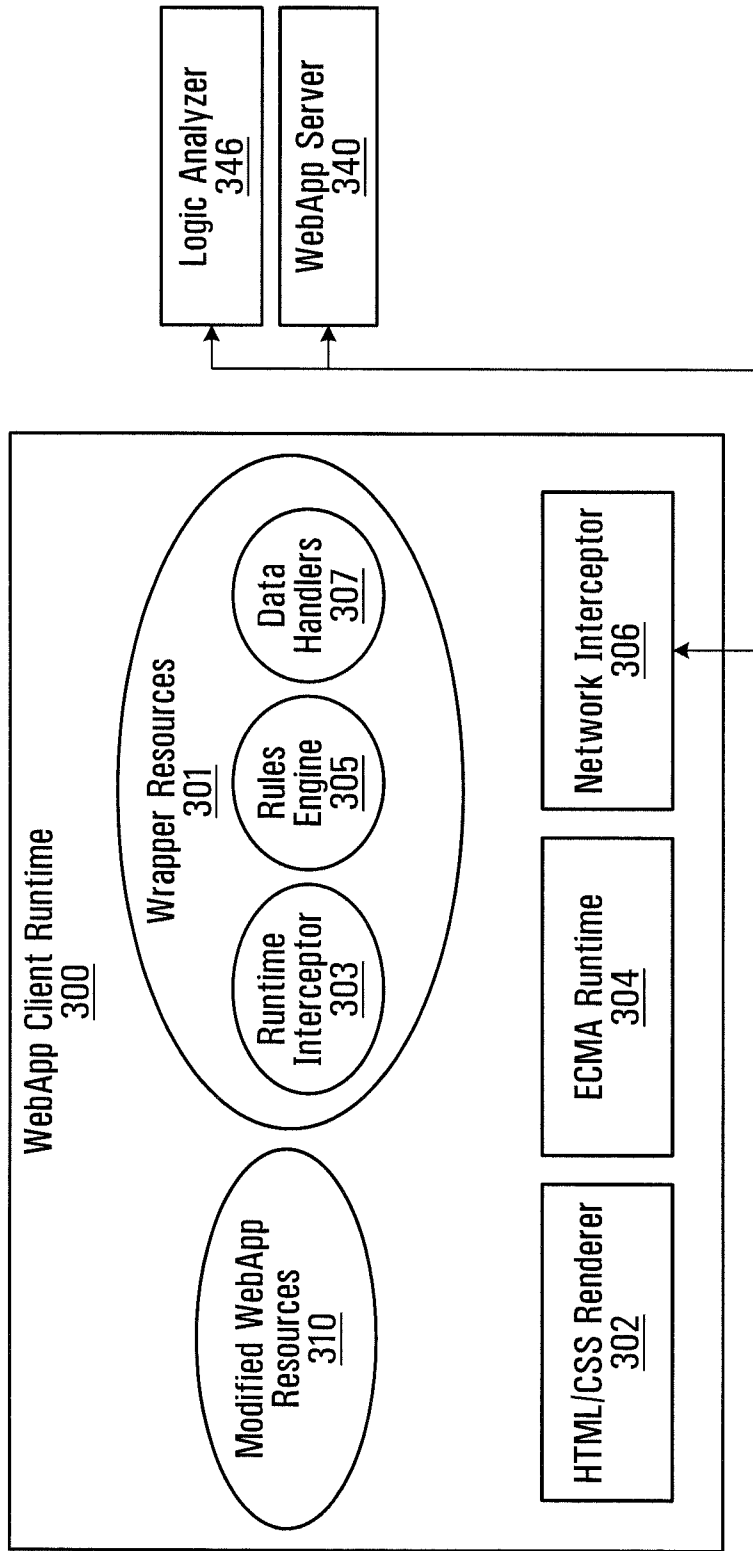 WebApp Client Runtime
300
Modified WebApp
Resources
310
Wrapper Resources
301
Runtime
Interceptor
303
Rules
Engine
305
Data
Handlers
307
HTML/CSS Renderer
302
ECMA Runtime
304
Network Interceptor
306
Logic Analyzer
346
WebApp Server
340